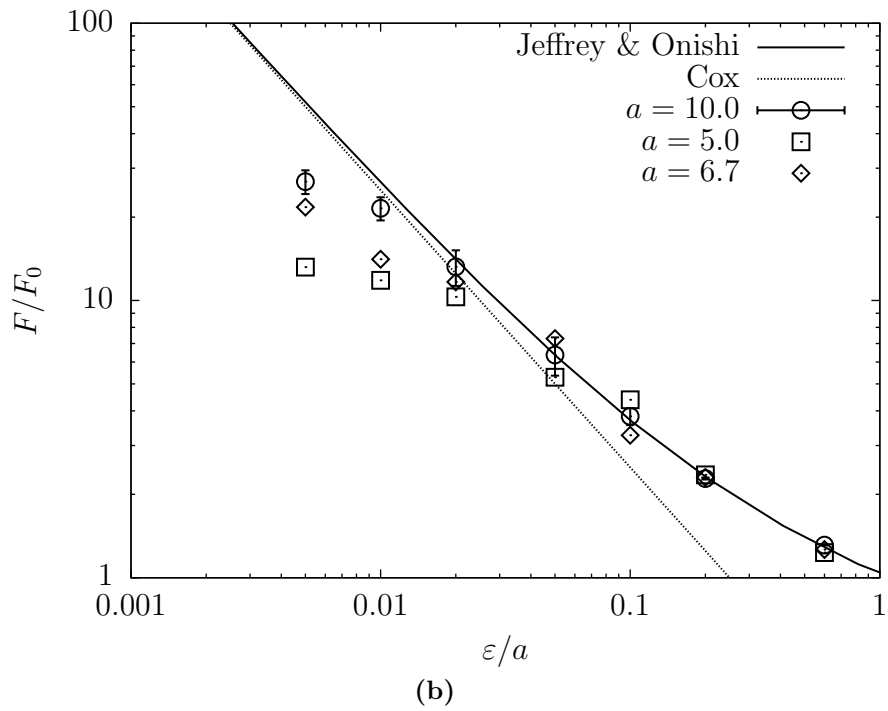 100
Jeffrey & Onishi
Cox
a = 10.0
a = 5.0
a = 6.7
F/F₀
10
1
0.001
0.01
0.1
1
ε/a
(b)